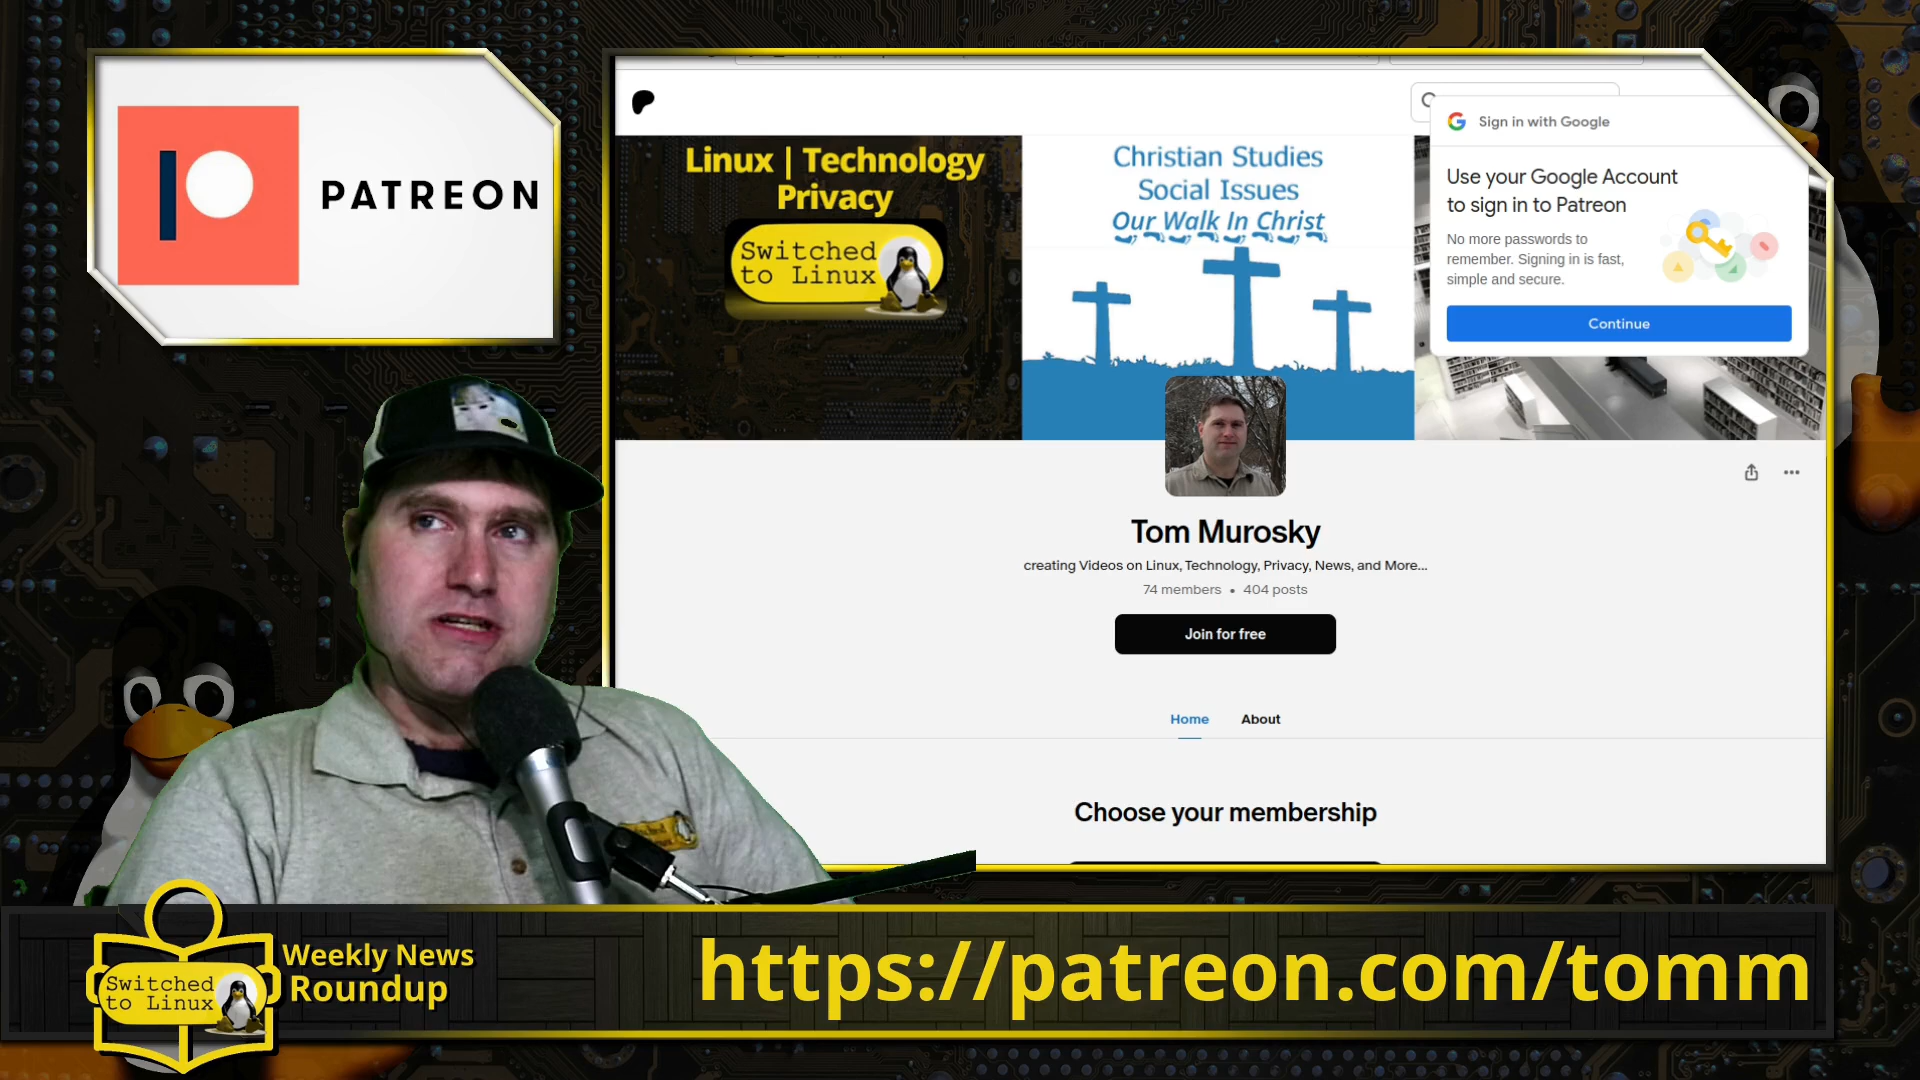 PATREON
Linux | Technology
Privacy
Switched
to Linux
Christian Studies
Social Issues
Our Walk In Christ
Sign in with Google
Use your Google Account
to sign in to Patreon
No more passwords to
remember. Signing in is fast,
simple and secure.
Continue
Tom Murosky
creating Videos on Linux, Technology, Privacy, News, and More...
74 members • 404 posts
Join for free
Home About
Choose your membership
Weekly News
Roundup
Switched
to Linux
https://patreon.com/tomm